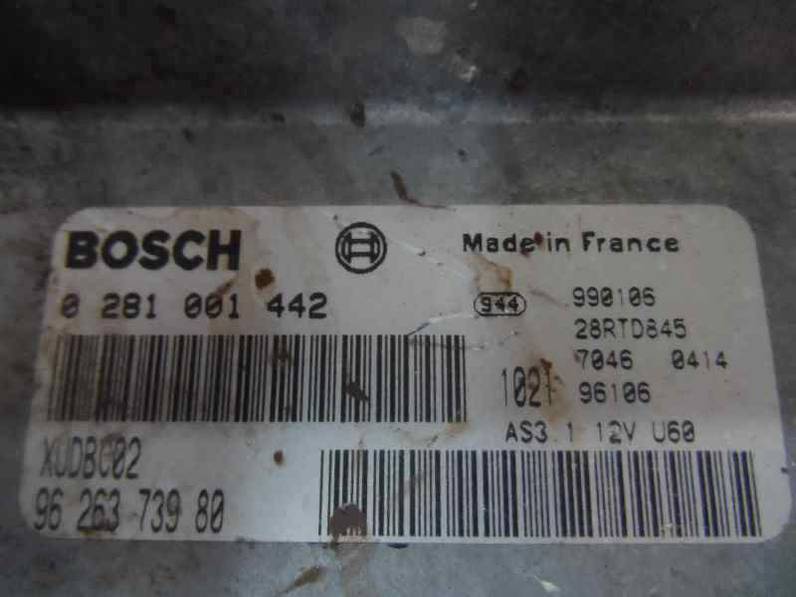 BOSCH
Made in France
0 281 001 442
944
990106
28RTD845
7046 0414
1021 96106
AS3.1 12V U60
XUDBC02
96 263 739 80